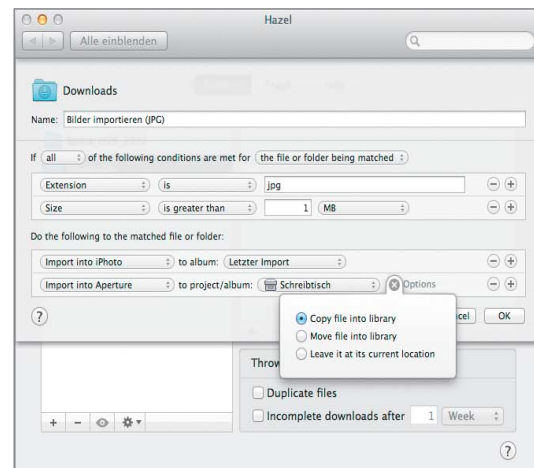 Hazel
Alle einblenden
Downloads
Name: Bilder importieren (JPG)
If all of the following conditions are met for the file or folder being matched
Extension is jpg
Size is greater than 1 MB
Do the following to the matched file or folder:
Import into iPhoto to album: Letzter Import
Import into Aperture to project/album: Schreibtisch Options
Copy file into library
Move file into library
Leave it at its current location
? cel OK
Throw
Duplicate files
Incomplete downloads after 1 Week
+ −
?